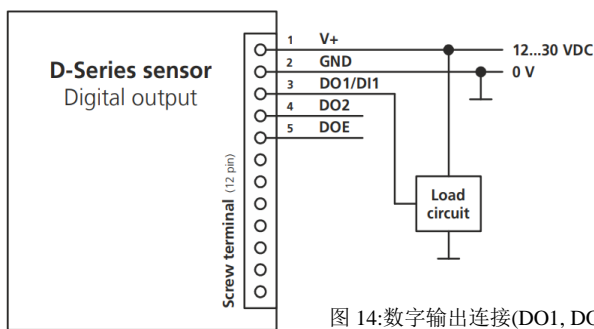 D-Series sensor
Digital output
Screw terminal (12 pin)
1 V+
2 GND
3 DO1/DI1
4 DO2
5 DOE
12...30 VDC
0 V
Load
circuit
图 14:数字输出连接(DO1, DO